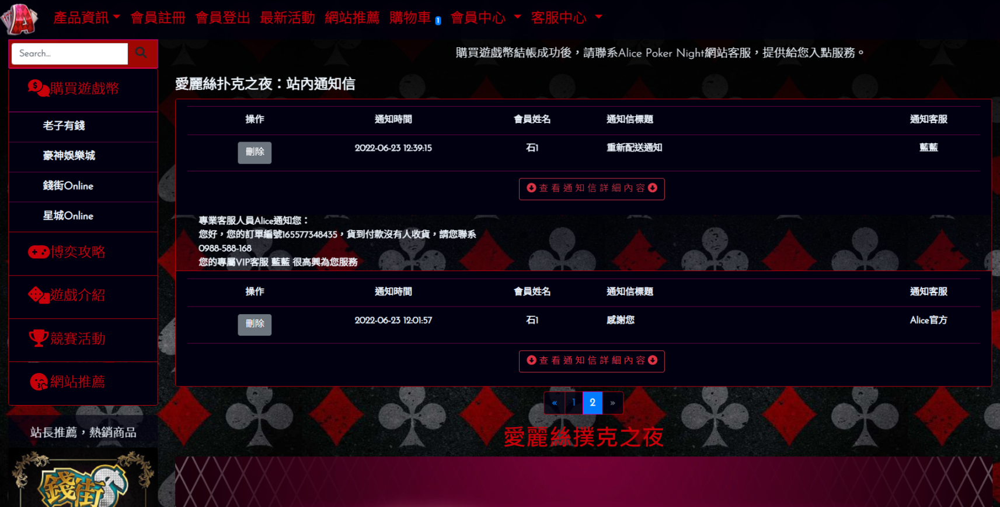 產品資訊 會員註冊 會員登出 最新活動 網站推薦 購物車 1 會員中心 客服中心
Search...
購買遊戲幣結帳成功後，請聯系Alice Poker Night網站客服，提供給您入點服務。
購買遊戲幣
老子有錢
豪神娛樂城
錢街Online
星城Online
博奕攻略
遊戲介紹
競賽活動
網站推薦
站長推薦，熱銷商品
錢街
愛麗絲扑克之夜：站內通知信
操作 通知時間 會員姓名 通知信標題 通知客服
刪除 2022-06-23 12:39:15 石1 重新配送通知 藍藍
查看通知信詳細內容
專業客服人員Alice通知您：
您好，您的訂單編號165577348435，貨到付款沒有人收貨，請您聯系
0988-588-168
您的專屬VIP客服 藍藍 很高興為您服務
操作 通知時間 會員姓名 通知信標題 通知客服
刪除 2022-06-23 12:01:57 石1 感謝您 Alice官方
查看通知信詳細內容
« 1 2 »
愛麗絲撲克之夜